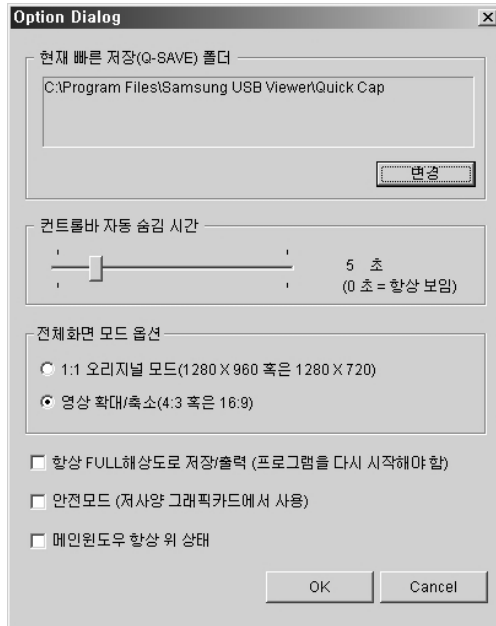 Option Dialog
현재 빠른 저장(Q-SAVE) 폴더
C:\Program Files\Samsung USB Viewer\Quick Cap
변경
컨트롤바 자동 숨김 시간
5 초
(0 초 = 항상 보임)
전체화면 모드 옵션
1:1 오리지널 모드(1280 X 960 혹은 1280 X 720)
영상 확대/축소(4:3 혹은 16:9)
항상 FULL해상도로 저장/출력 (프로그램을 다시 시작해야 함)
안전모드 (저사양 그래픽카드에서 사용)
메인윈도우 항상 위 상태
OK Cancel